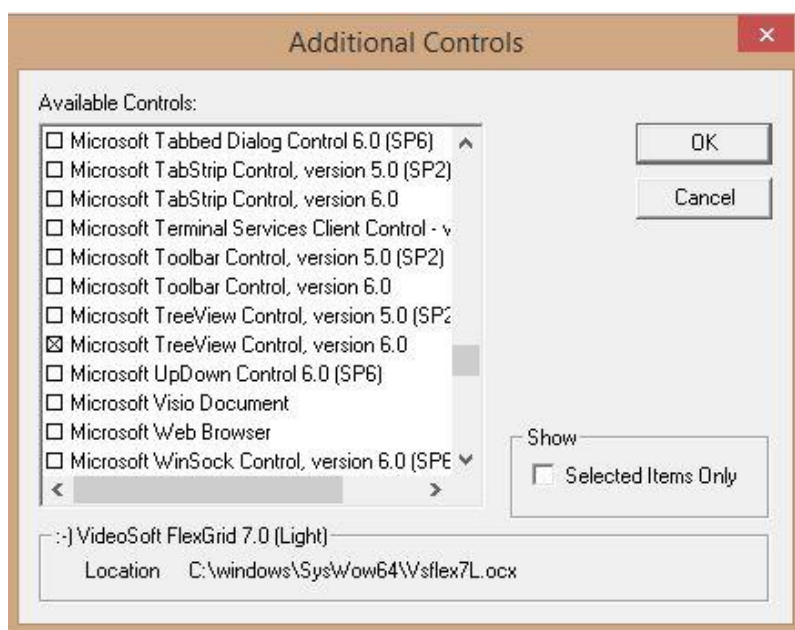 Additional Controls
Available Controls:
Microsoft Tabbed Dialog Control 6.0 (SP6)
Microsoft TabStrip Control, version 5.0 (SP2)
Microsoft TabStrip Control, version 6.0
Microsoft Terminal Services Client Control - v
Microsoft Toolbar Control, version 5.0 (SP2)
Microsoft Toolbar Control, version 6.0
Microsoft TreeView Control, version 5.0 (SP2
Microsoft TreeView Control, version 6.0
Microsoft UpDown Control 6.0 (SP6)
Microsoft Visio Document
Microsoft Web Browser
Microsoft WinSock Control, version 6.0 (SP6
OK
Cancel
Show
Selected Items Only
:-) VideoSoft FlexGrid 7.0 (Light)
Location C:\windows\SysWow64\Vsflex7L.ocx